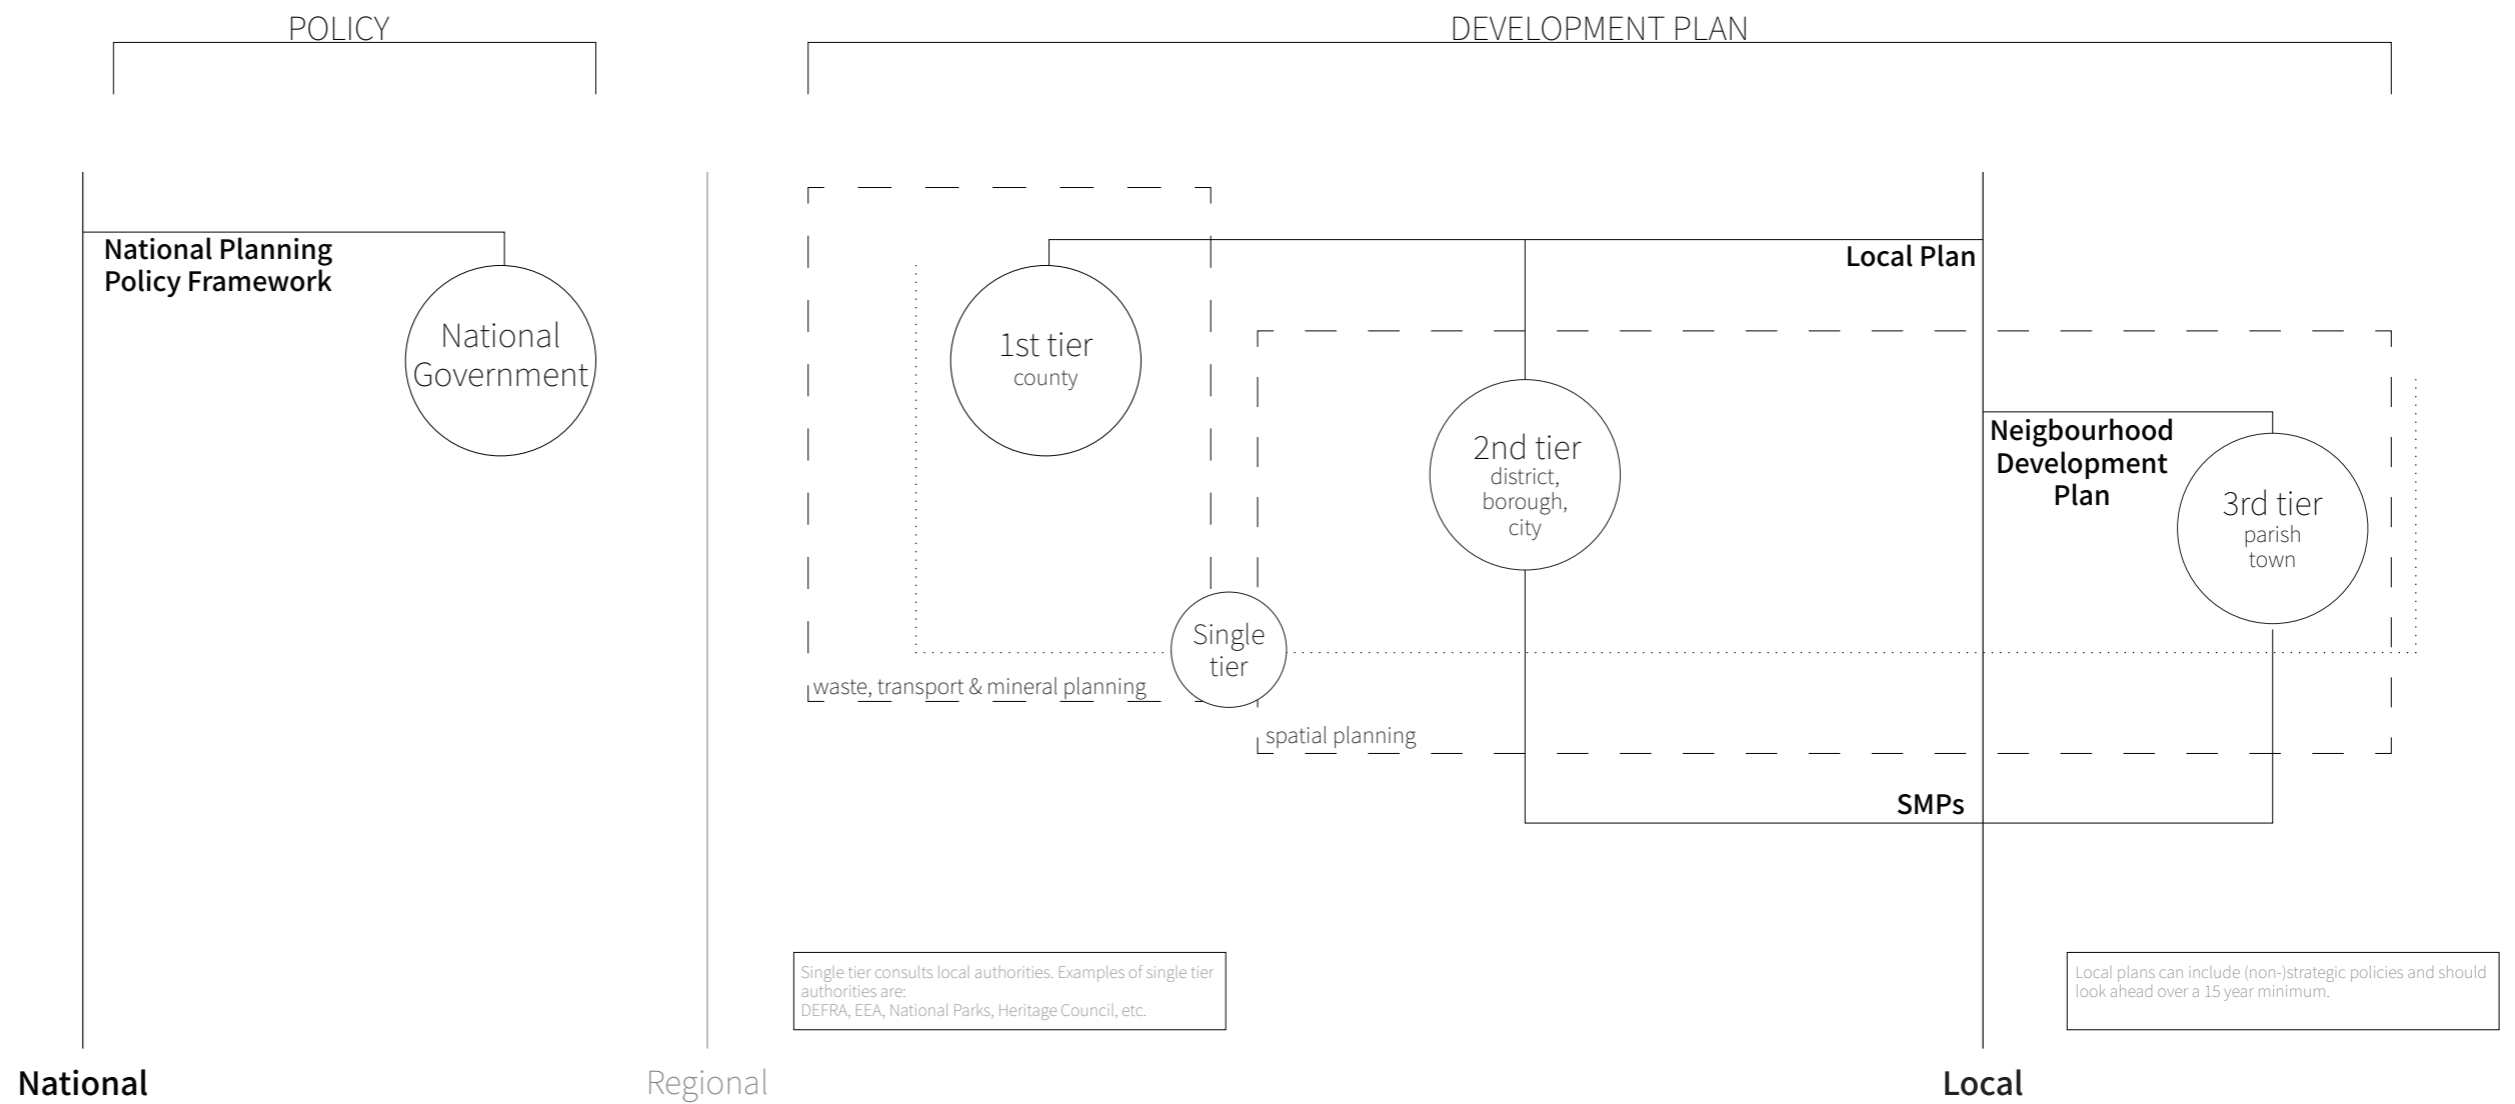 POLICY
DEVELOPMENT PLAN
National Planning
Policy Framework
National
Government
1st tier
county
Local Plan
2nd tier
district,
borough,
city
Neigbourhood
Development
Plan
3rd tier
parish
town
Single
tier
waste, transport & mineral planning
spatial planning
SMPs
Single tier consults local authorities. Examples of single tier
authorities are:
DEFRA, EEA, National Parks, Heritage Council, etc.
Local plans can include (non-)strategic policies and should
look ahead over a 15 year minimum.
National
Regional
Local